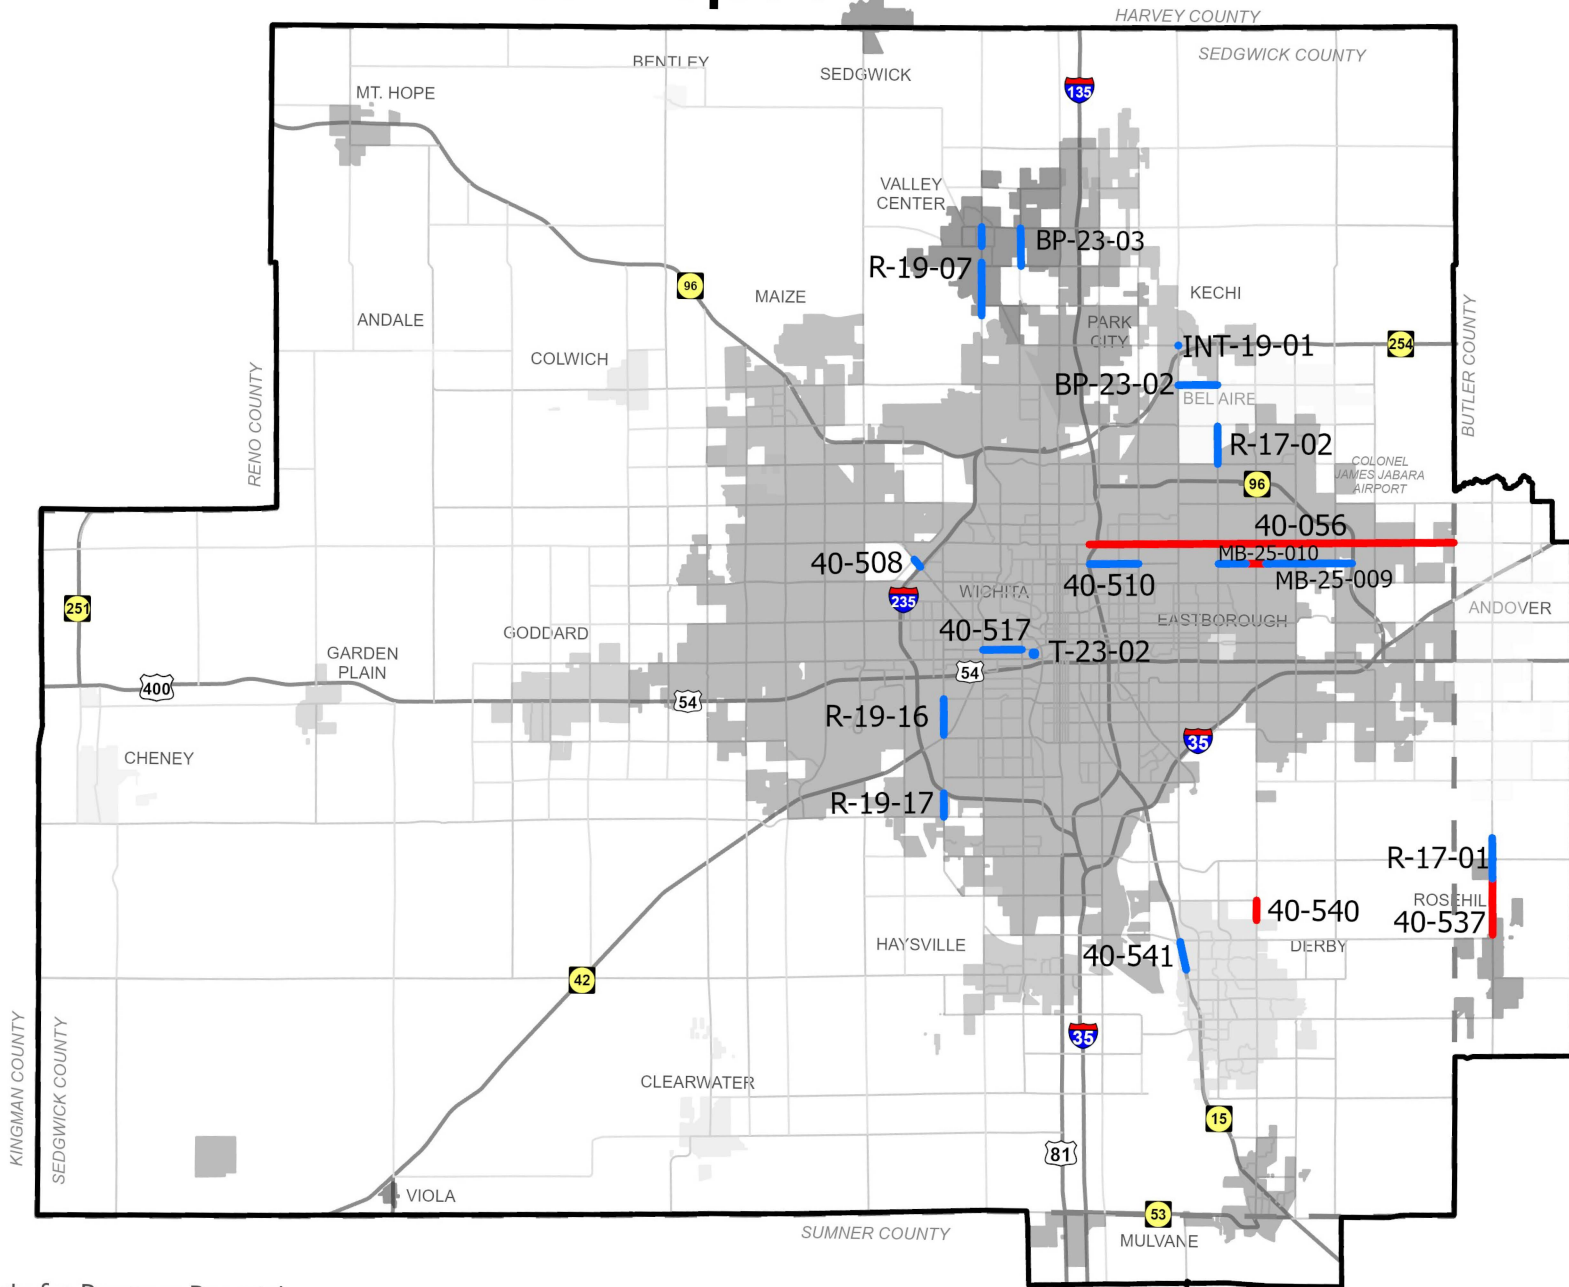 HARVEY COUNTY
SEDGWICK COUNTY
BENTLEY
SEDGWICK
135
MT. HOPE
VALLEY
CENTER
BP-23-03
R-19-07
96
MAIZE
KECHI
ANDALE
PARK
CITY
COLWICH
INT-19-01
254
BUTLER COUNTY
RENO COUNTY
BP-23-02
BEL AIRE
R-17-02
COLONEL
JAMES JABARA
AIRPORT
96
40-056
MB-25-010
40-508
40-510
MB-25-009
WICHITA
235
251
ANDOVER
EASTBOROUGH
GODDARD
40-517
T-23-02
GARDEN
PLAIN
54
400
54
R-19-16
35
CHENEY
R-19-17
R-17-01
ROSEHIL
40-540
40-537
HAYSVILLE
DERBY
40-541
42
35
KINGMAN COUNTY
SEDGWICK COUNTY
CLEARWATER
15
81
VIOLA
53
SUMNER COUNTY
MULVANE